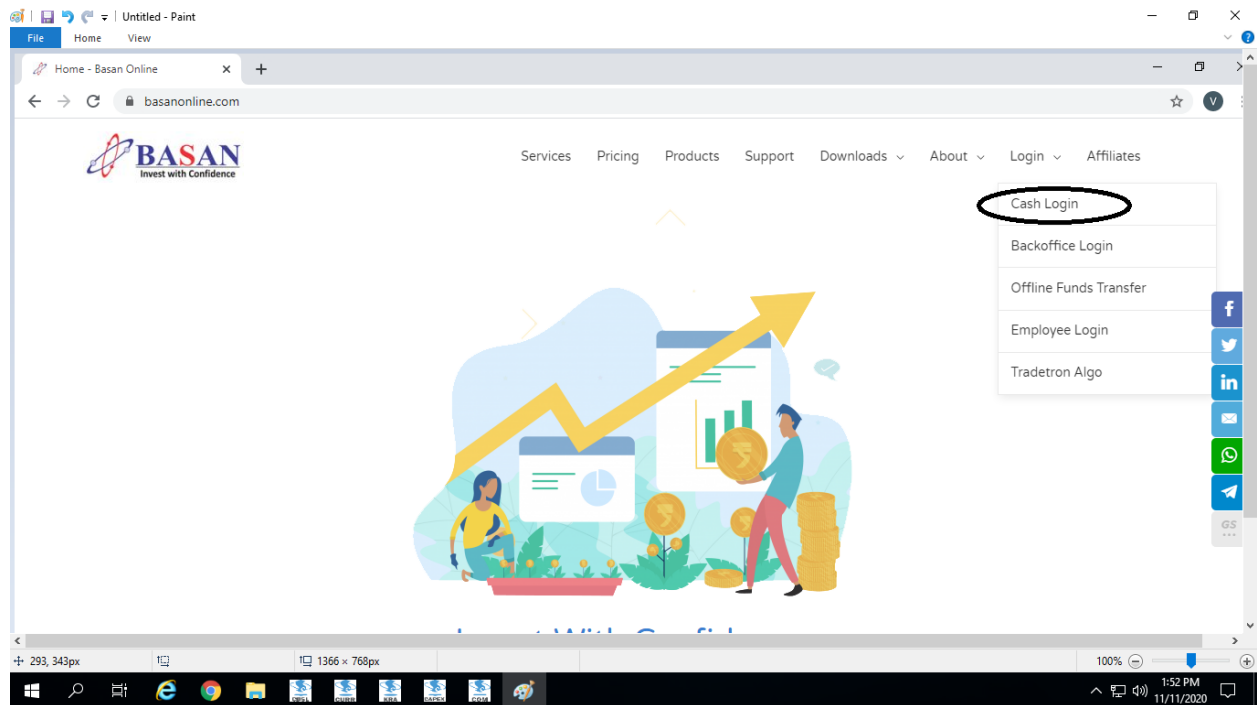 Untitled - Paint
File Home View
Home - Basan Online
basanonline.com
BASAN
Invest with Confidence
Services Pricing Products Support Downloads About Login Affiliates
Cash Login
Backoffice Login
Offline Funds Transfer
Employee Login
Tradetron Algo
GS
293, 343px
1366 × 768px
100%
1:52 PM
11/11/2020